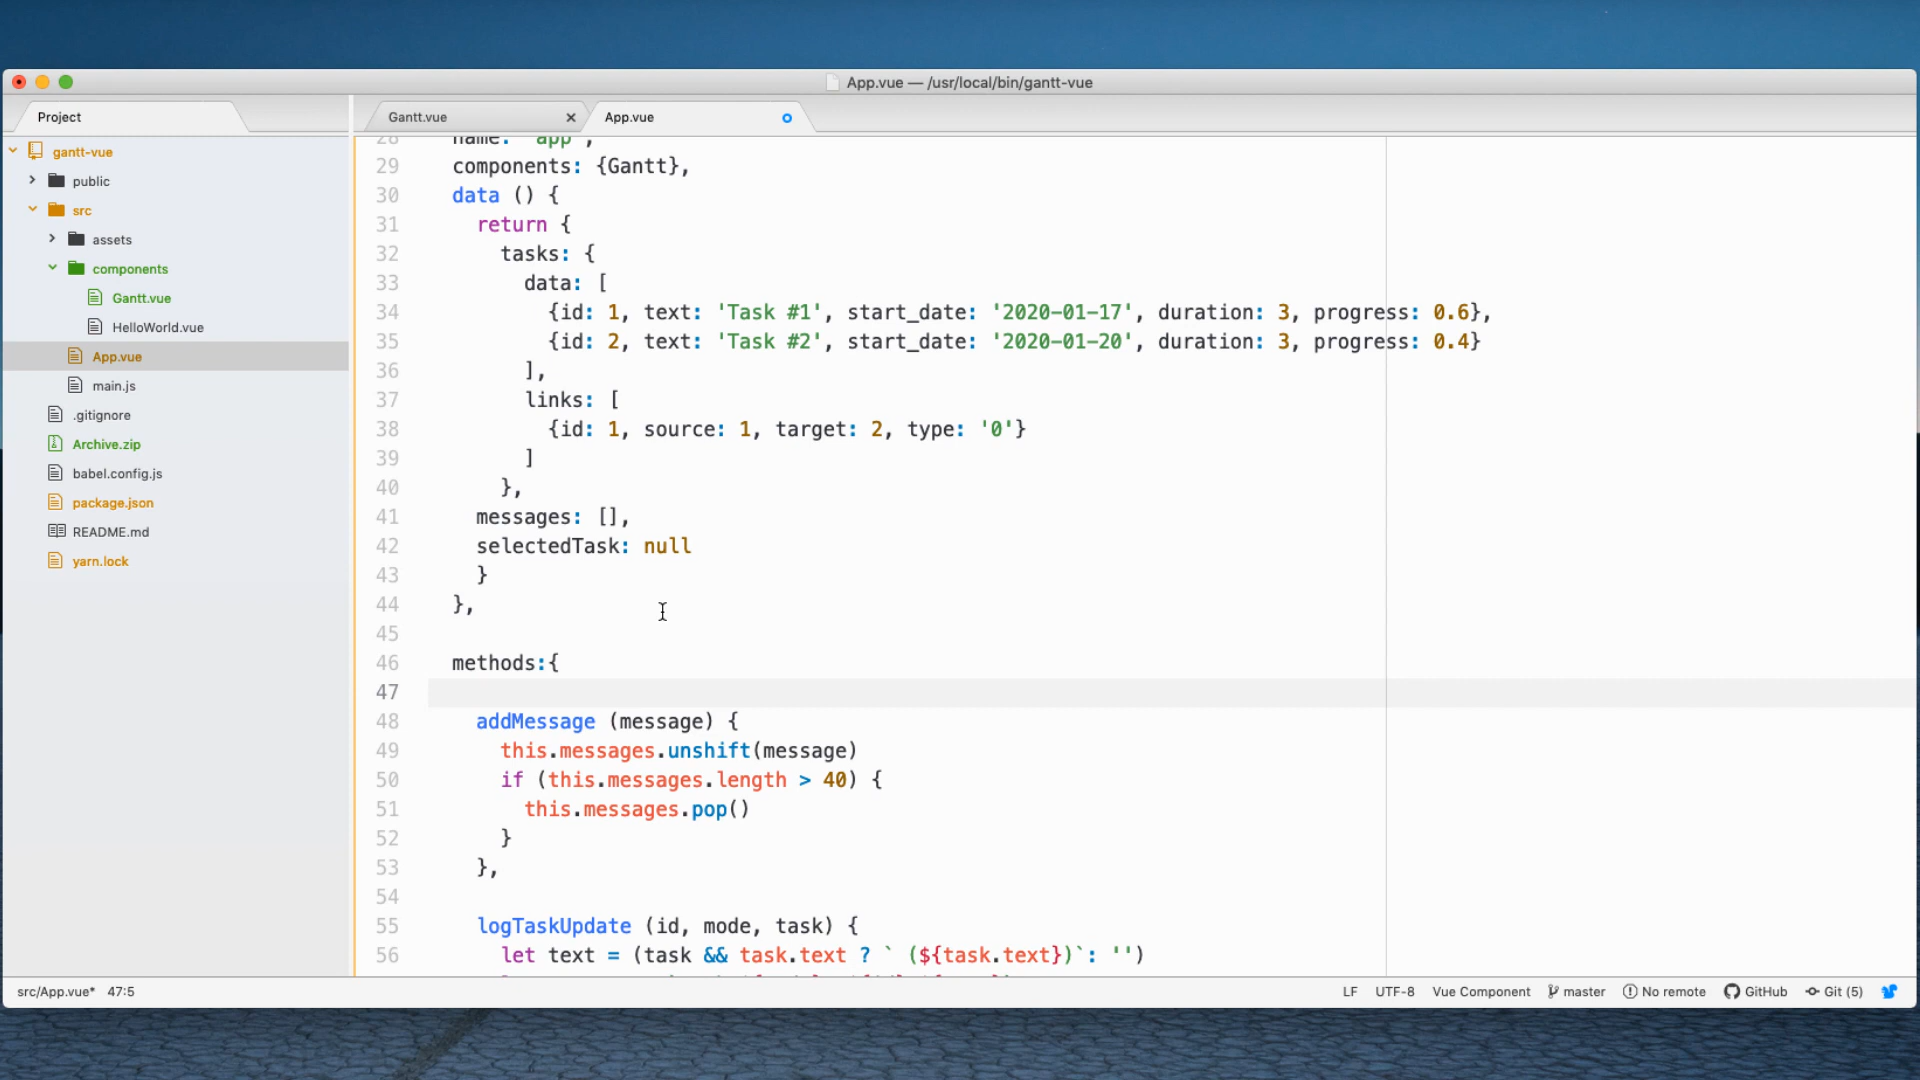 App.vue — /usr/local/bin/gantt-vue
Project
Gantt.vue
App.vue
gantt-vue
public
src
assets
components
Gantt.vue
HelloWorld.vue
App.vue
main.js
.gitignore
Archive.zip
babel.config.js
package.json
README.md
yarn.lock
28 name: 'app',
29 components: {Gantt},
30 data () {
31 return {
32 tasks: {
33 data: [
34 {id: 1, text: 'Task #1', start_date: '2020-01-17', duration: 3, progress: 0.6},
35 {id: 2, text: 'Task #2', start_date: '2020-01-20', duration: 3, progress: 0.4}
36 ],
37 links: [
38 {id: 1, source: 1, target: 2, type: '0'}
39 ]
40 },
41 messages: [],
42 selectedTask: null
43 }
44 },
45
46 methods:{
47
48 addMessage (message) {
49 this.messages.unshift(message)
50 if (this.messages.length > 40) {
51 this.messages.pop()
52 }
53 },
54
55 logTaskUpdate (id, mode, task) {
56 let text = (task && task.text ? ` (${task.text})`: '')
src/App.vue* 47:5
LF UTF-8 Vue Component master No remote GitHub Git (5)